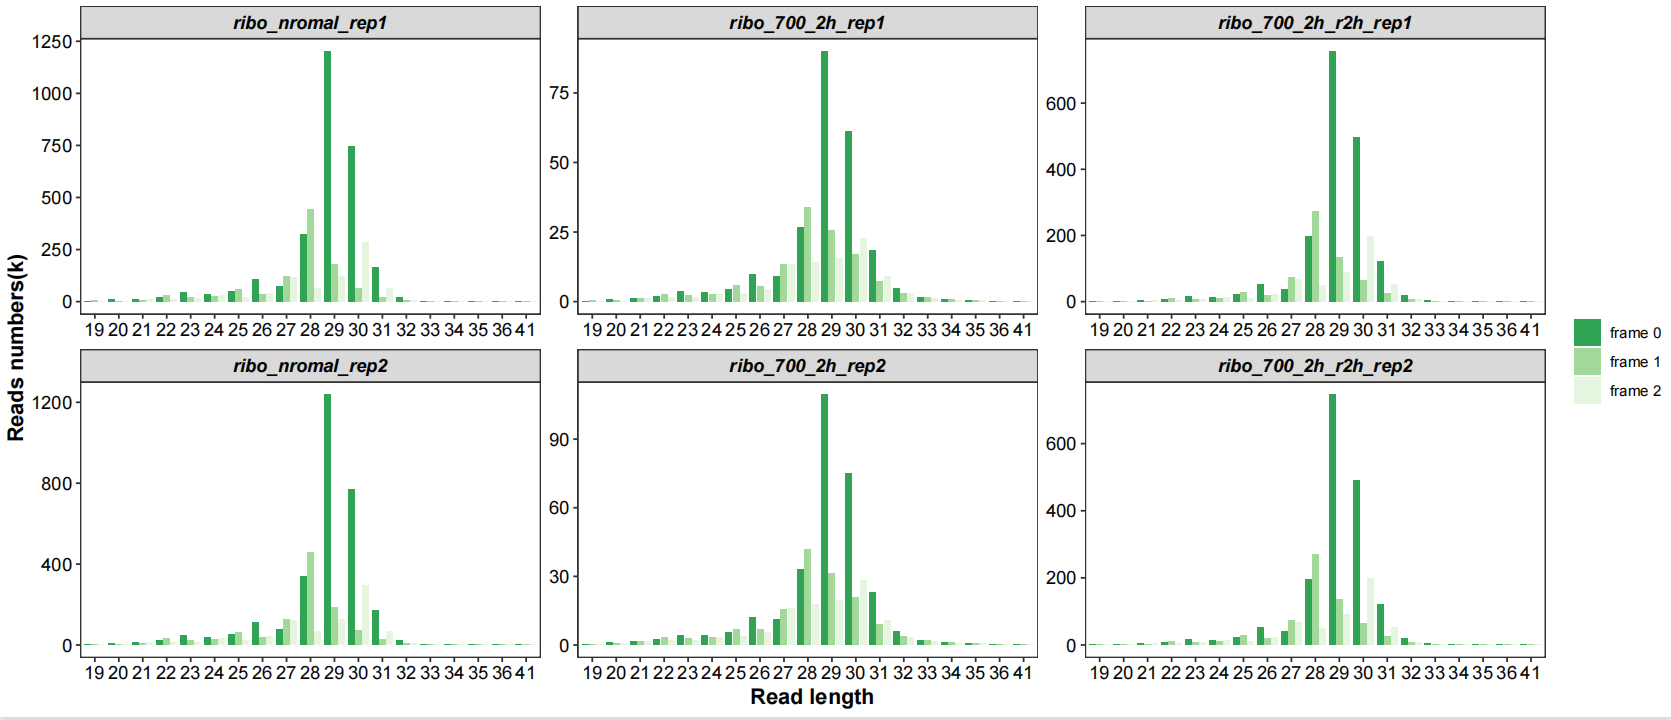 ribo_nromal_rep1
ribo_700_2h_rep1
ribo_700_2h_r2h_rep1
1250
1000
750
500
250
0
75
50
25
0
600
400
200
0
19 20 21 22 23 24 25 26 27 28 29 30 31 32 33 34 35 36 41
19 20 21 22 23 24 25 26 27 28 29 30 31 32 33 34 35 36 41
19 20 21 22 23 24 25 26 27 28 29 30 31 32 33 34 35 36 41
ribo_nromal_rep2
ribo_700_2h_rep2
ribo_700_2h_r2h_rep2
1200
800
400
0
90
60
30
0
600
400
200
0
19 20 21 22 23 24 25 26 27 28 29 30 31 32 33 34 35 36 41
19 20 21 22 23 24 25 26 27 28 29 30 31 32 33 34 35 36 41
19 20 21 22 23 24 25 26 27 28 29 30 31 32 33 34 35 36 41
Reads numbers(k)
Read length
frame 0
frame 1
frame 2